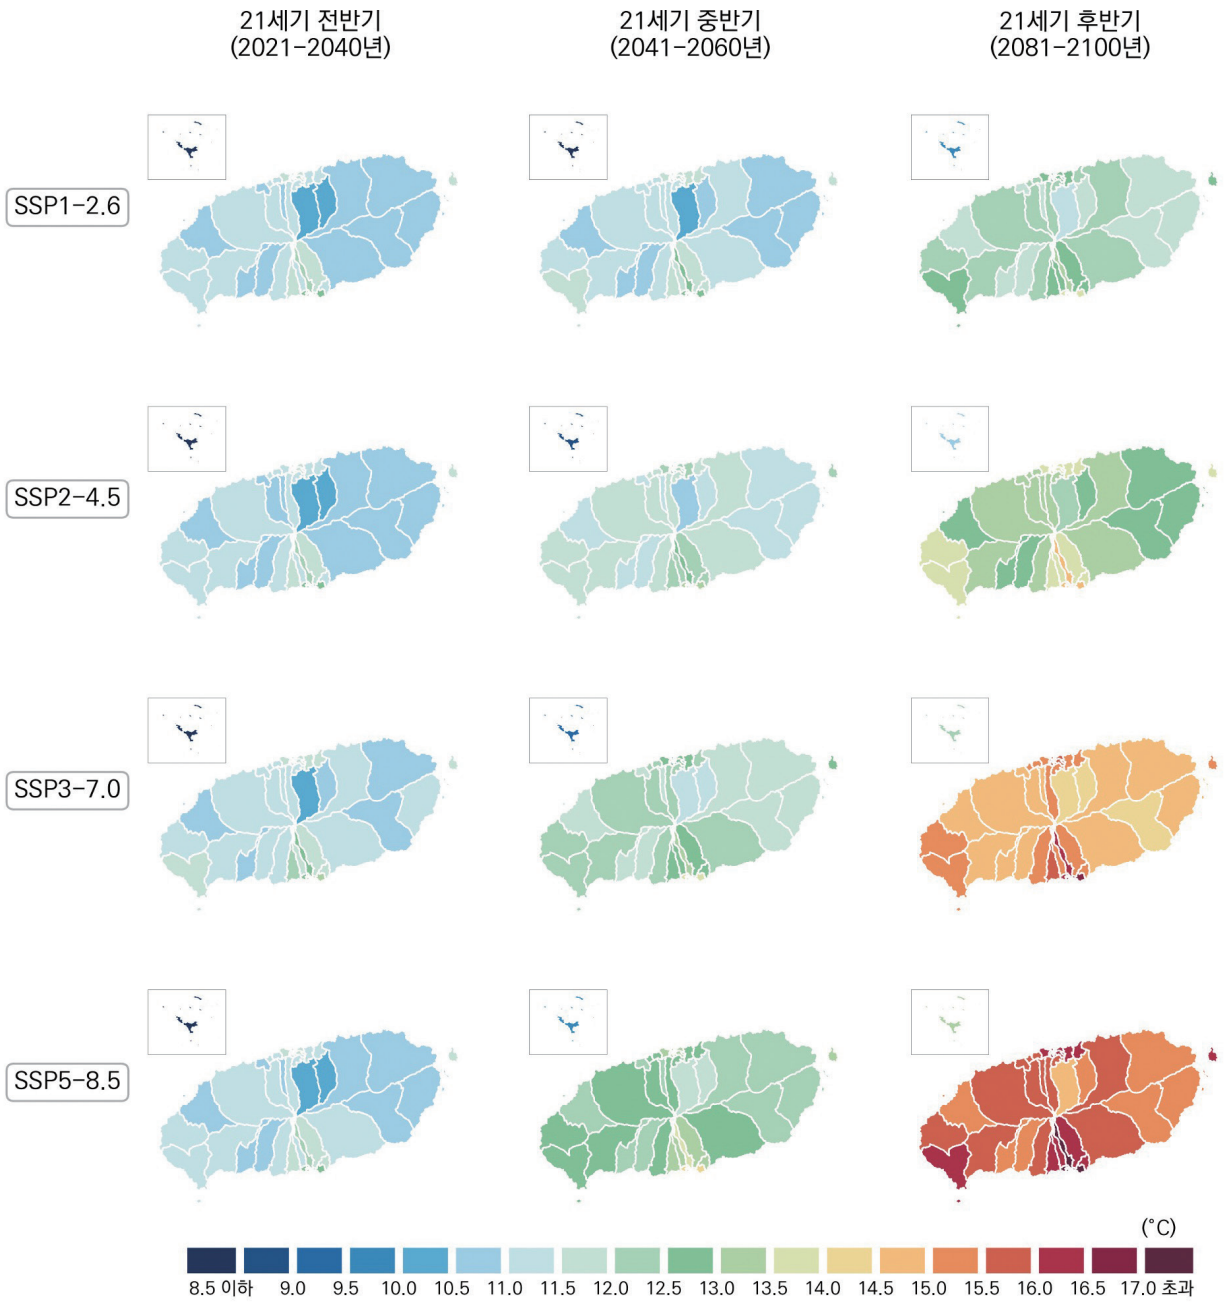 21세기 전반기
(2021-2040년)
21세기 중반기
(2041-2060년)
21세기 후반기
(2081-2100년)
SSP1-2.6
SSP2-4.5
SSP3-7.0
SSP5-8.5
(°C)
8.5 이하 9.0 9.5 10.0 10.5 11.0 11.5 12.0 12.5 13.0 13.5 14.0 14.5 15.0 15.5 16.0 16.5 17.0 초과